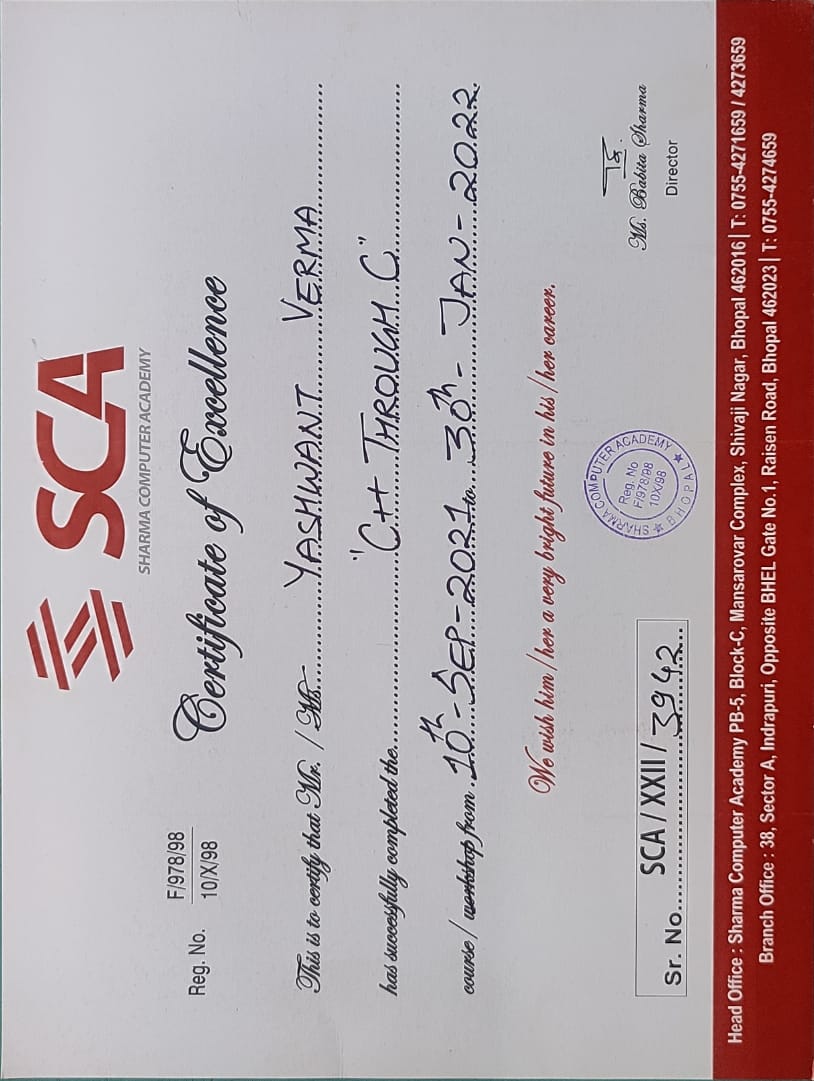 SCA
SHARMA COMPUTER ACADEMY
Reg. No. F/978/98
10/X/98
Certificate of Excellence
This is to certify that Mr. / Ms. YASHWANT VERMA
has successfully completed the "C++ THROUGH C"
course / workshop from 10th-SEP-2021 to 30th-JAN-2022
We wish him / her a very bright future in his / her career.
SHARMA COMPUTER ACADEMY
Reg. No
F/978/98
10X/98
★ BHOPAL ★
Ms. Babita Sharma
Director
Sr. No. SCA / XXII / 3942
Head Office : Sharma Computer Academy PB-5, Block-C, Mansarovar Complex, Shivaji Nagar, Bhopal 462016 | T: 0755-4271659 / 4273659
Branch Office : 38, Sector A, Indrapuri, Opposite BHEL Gate No.1, Raisen Road, Bhopal 462023 | T: 0755-4274659